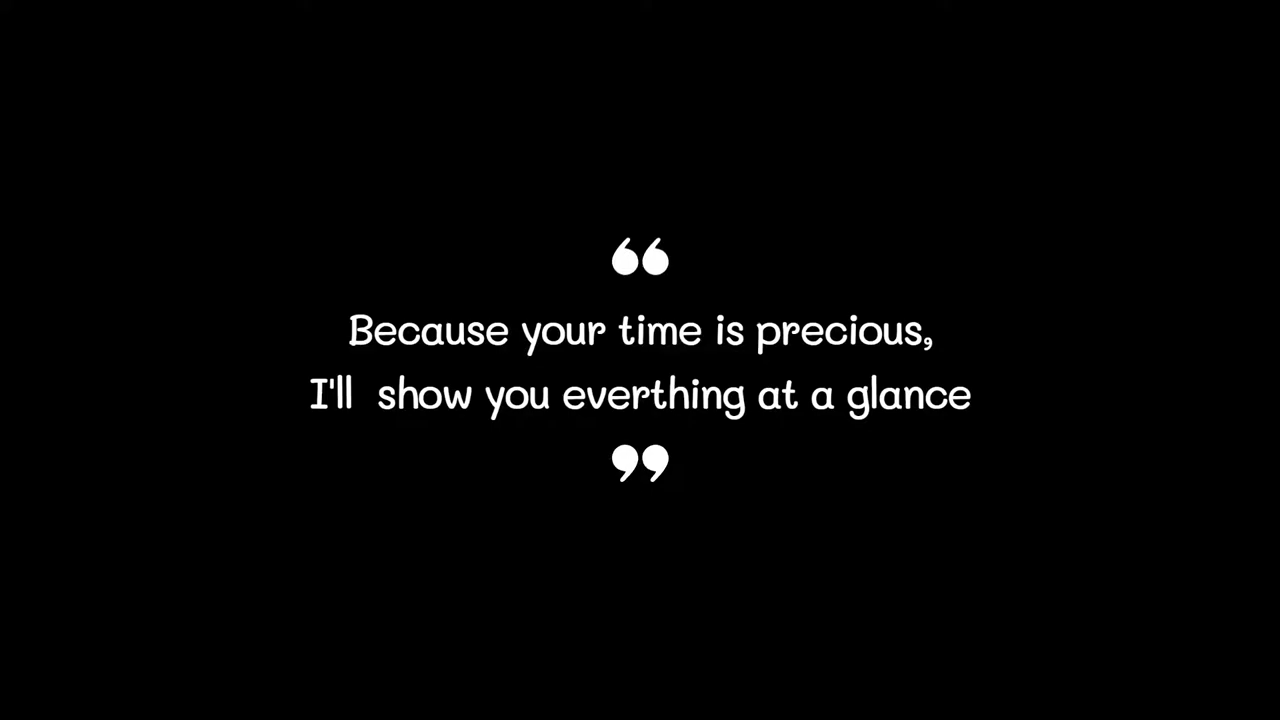 “
Because your time is precious,
I'll  show you everthing at a glance
”